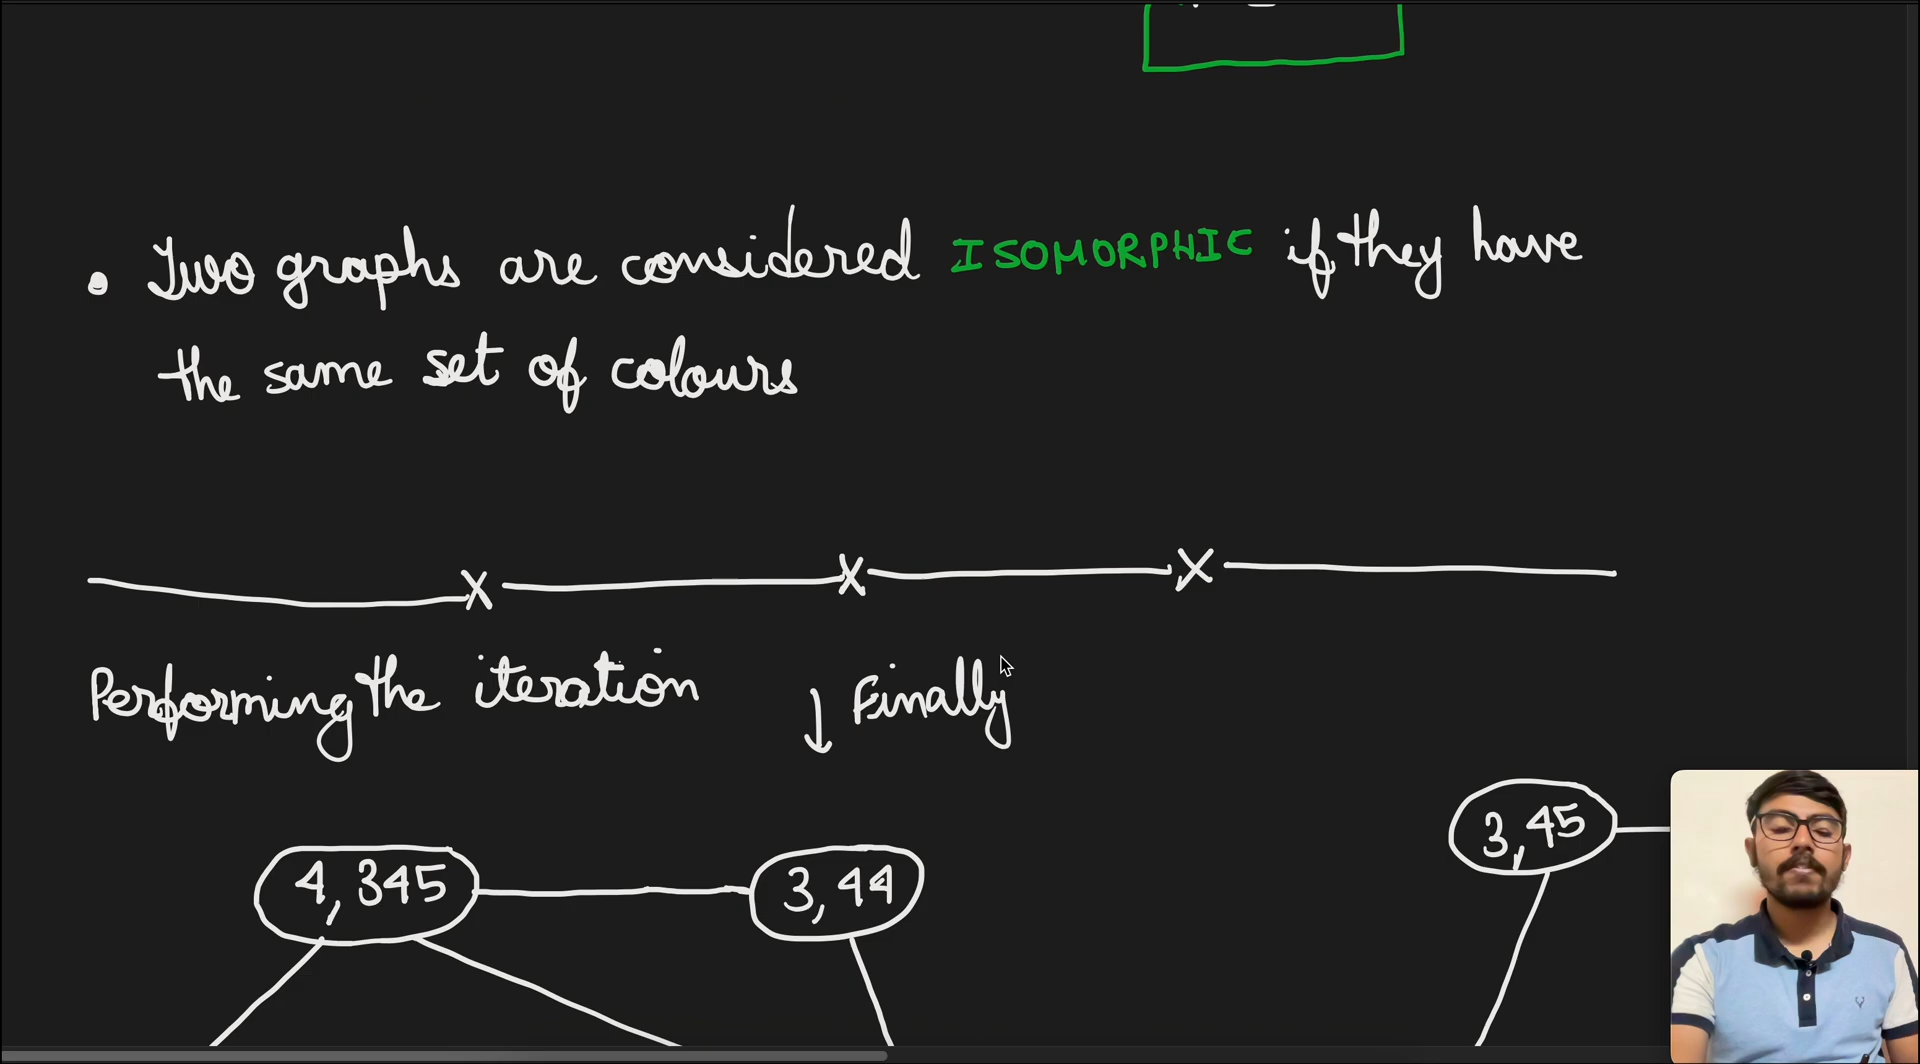 • Two graphs are considered ISOMORPHIC if they have
the same set of colours
Performing the iteration ↓ Finally
3,45
4,345 3,44